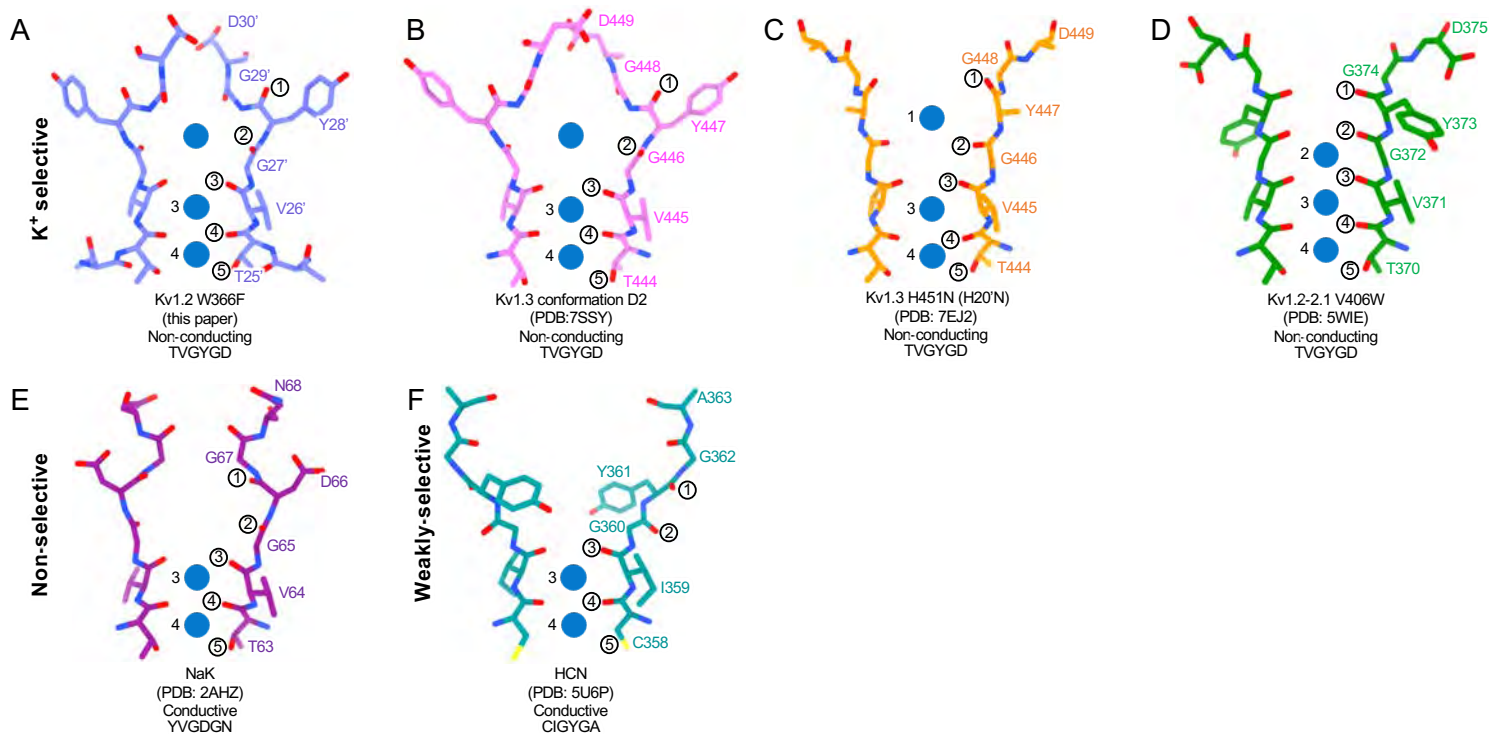 A
D30'
G29'
1
Y28'
2
G27'
3
V26'
3
4
4
5
T25'
Kv1.2 W366F
(this paper)
Non-conducting
TVGYGD
K+ selective
B
D449
G448
1
Y447
2
G446
3
V445
3
4
4
5
T444
Kv1.3 conformation D2
(PDB:7SSY)
Non-conducting
TVGYGD
C
D449
G448
1
Y447
1
2
G446
3
V445
3
4
4
5
T444
Kv1.3 H451N (H20'N)
(PDB: 7EJ2)
Non-conducting
TVGYGD
D
D375
G374
1
Y373
2
G372
2
3
V371
3
4
4
5
T370
Kv1.2-2.1 V406W
(PDB: 5WIE)
Non-conducting
TVGYGD
E
N68
G67
1
D66
2
G65
3
V64
3
4
4
5
T63
NaK
(PDB: 2AHZ)
Conductive
YVGDGN
Non-selective
F
A363
G362
Y361
1
G360
2
3
I359
3
4
4
5
C358
HCN
(PDB: 5U6P)
Conductive
CIGYGA
Weakly-selective